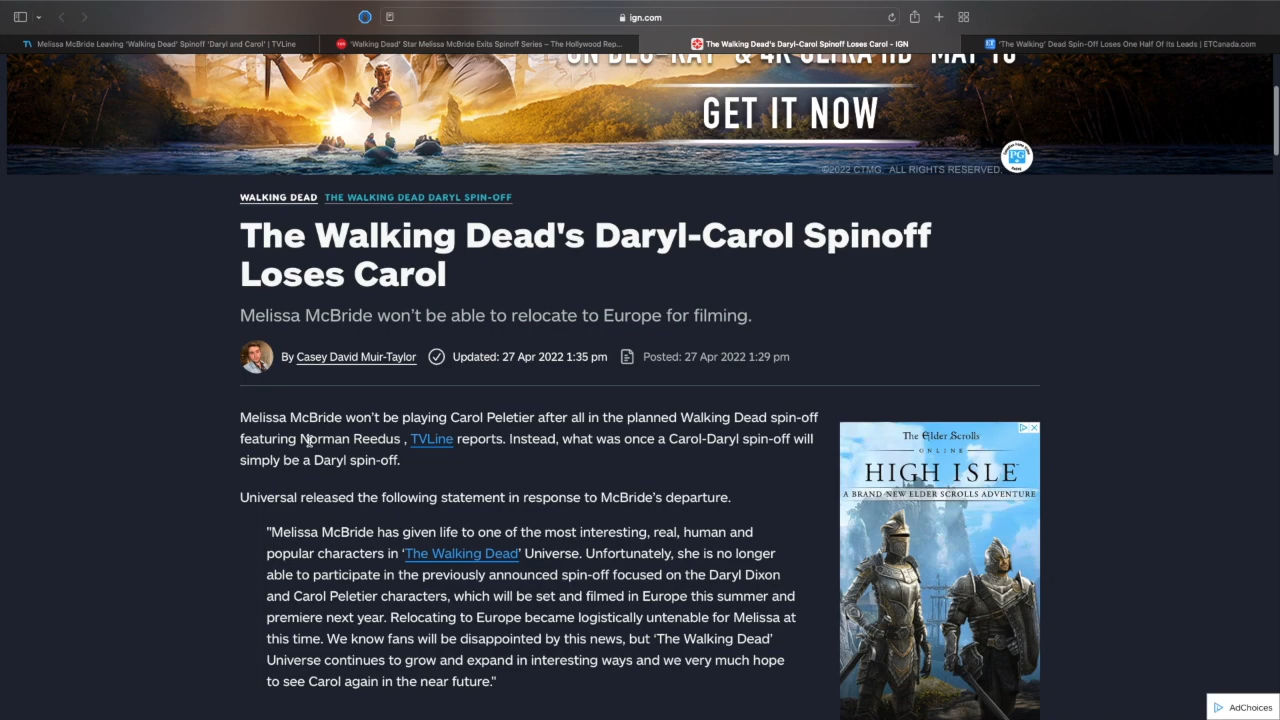 ign.com
Melissa McBride Leaving 'Walking Dead' Spinoff 'Daryl and Carol' | TVLine
'Walking Dead' Star Melissa McBride Exits Spinoff Series – The Hollywood Rep...
The Walking Dead's Daryl-Carol Spinoff Loses Carol - IGN
ET
'The Walking' Dead Spin-Off Loses One Half Of Its Leads | ETCanada.com
ON BLU-RAY & 4K ULTRA HD MAY 10
GET IT NOW
PG
©2022 CTMG. ALL RIGHTS RESERVED.
WALKING DEAD THE WALKING DEAD DARYL SPIN-OFF
The Walking Dead's Daryl-Carol Spinoff
Loses Carol
Melissa McBride won't be able to relocate to Europe for filming.
By Casey David Muir-Taylor Updated: 27 Apr 2022 1:35 pm Posted: 27 Apr 2022 1:29 pm
Melissa McBride won't be playing Carol Peletier after all in the planned Walking Dead spin-off
featuring Norman Reedus , TVLine reports. Instead, what was once a Carol-Daryl spin-off will
simply be a Daryl spin-off.
Universal released the following statement in response to McBride's departure.
"Melissa McBride has given life to one of the most interesting, real, human and
popular characters in 'The Walking Dead' Universe. Unfortunately, she is no longer
able to participate in the previously announced spin-off focused on the Daryl Dixon
and Carol Peletier characters, which will be set and filmed in Europe this summer and
premiere next year. Relocating to Europe became logistically untenable for Melissa at
this time. We know fans will be disappointed by this news, but 'The Walking Dead'
Universe continues to grow and expand in interesting ways and we very much hope
to see Carol again in the near future."
The Elder Scrolls
ONLINE
HIGH ISLE
A BRAND-NEW ELDER SCROLLS ADVENTURE
AdChoices